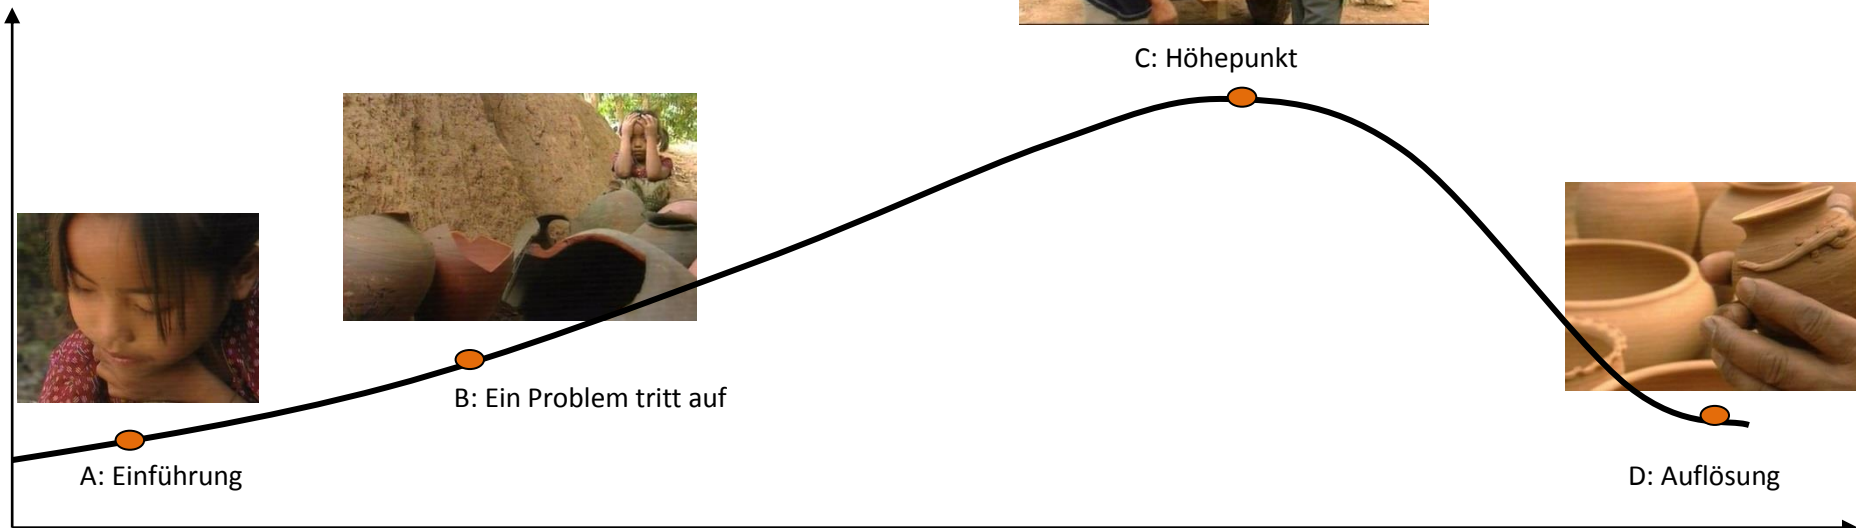 C: Höhepunkt
B: Ein Problem tritt auf
A: Einführung
D: Auflösung